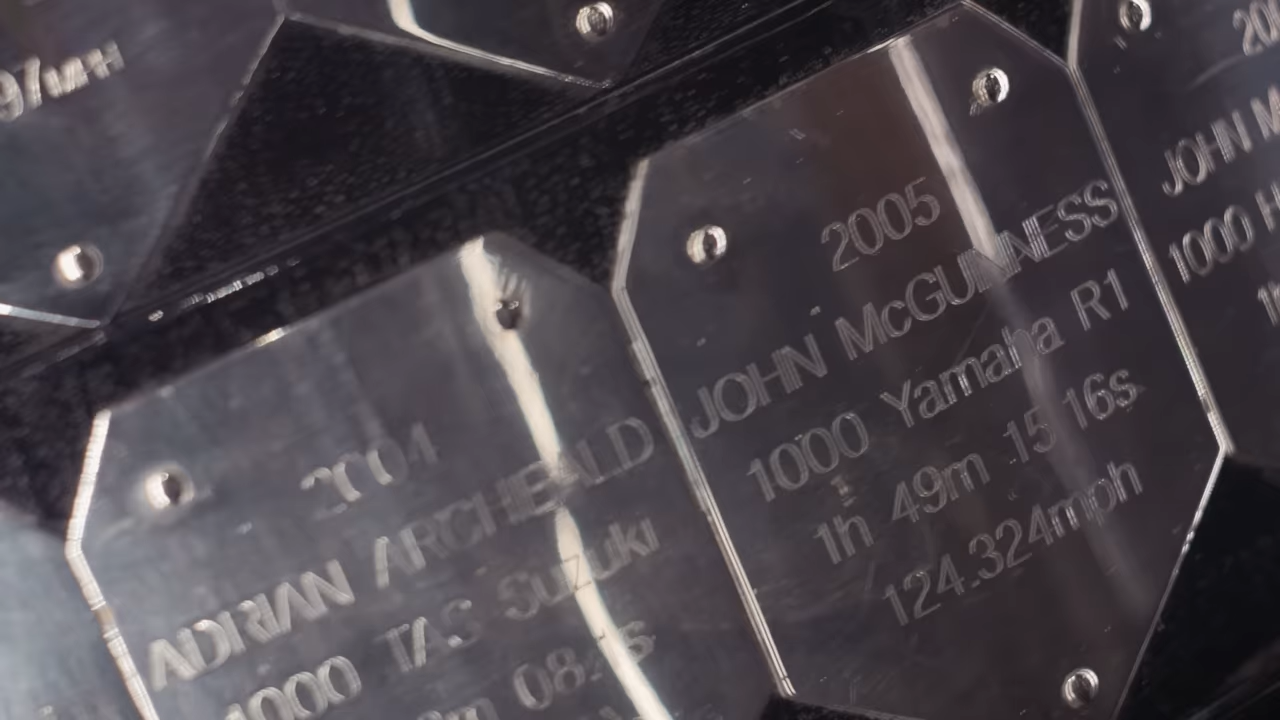 97MPH
2004
ADRIAN ARCHIBALD
1000 TAS Suzuki
2005
JOHN McGUINNESS
1000 Yamaha R1
1h 49m 15.16s
124.324mph
JOHN
1000